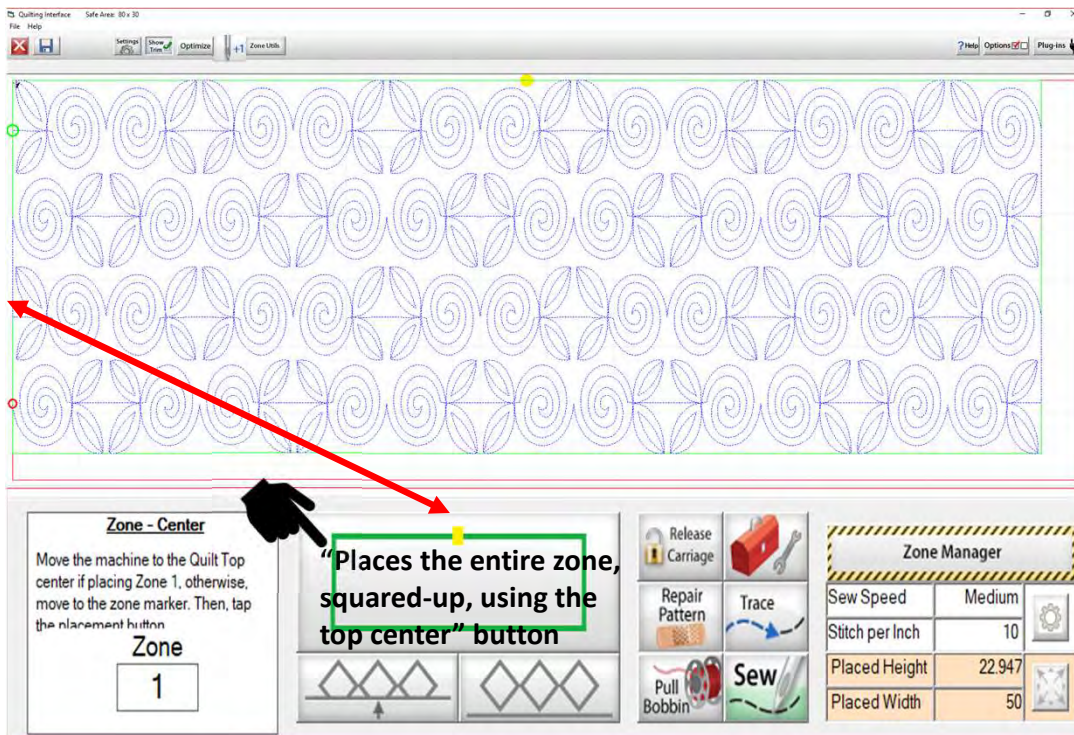 Quilting Interface Safe Area: 80 x 30
File Help
Settings
Show Trim
Optimize
+1
Zone Utils
?Help
Options
Plug-ins
Zone - Center
Move the machine to the Quilt Top
center if placing Zone 1, otherwise,
move to the zone marker. Then, tap
the placement button
Zone
1
“Places the entire zone,
squared-up, using the
top center” button
Release
Carriage
Repair
Pattern
Trace
Pull
Bobbin
Sew
Zone Manager
Sew Speed Medium
Stitch per Inch 10
Placed Height 22.947
Placed Width 50